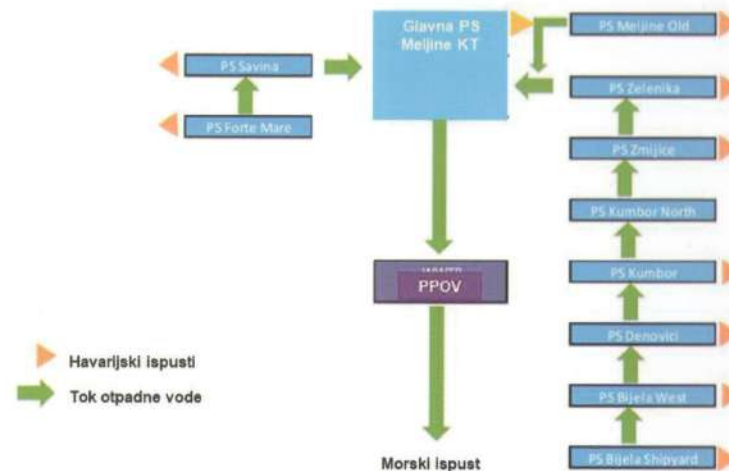 Glavna PS
Meljine KT
PS Meljine Old
PS Savina
PS Zelenika
PS Forte Mare
PS Zmijice
PS Kumbor North
PS Kumbor
PPOV
PS Denovici
Havarijski ispusti
PS Bijela West
Tok otpadne vode
PS Bijela Shipyard
Morski ispust